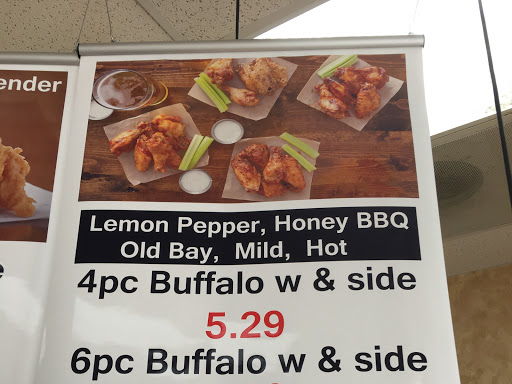 ender
Lemon Pepper, Honey BBQ
Old Bay, Mild, Hot
4pc Buffalo w & side
5.29
6pc Buffalo w & side